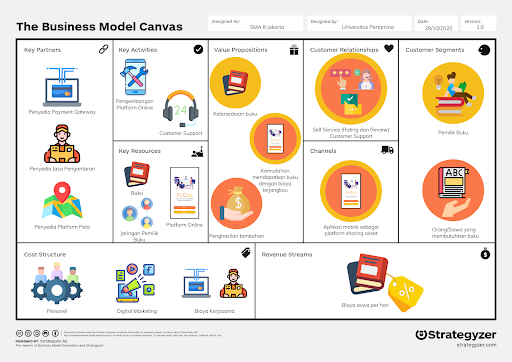 The Business Model Canvas
Designed for:
SMA 8 Jakarta
Designed by:
Universitas Pertamina
Date:
28/10/2020
Version:
1.0
Key Partners
Penyedia Payment Gateway
Penyedia Jasa Pengantaran
Penyedia Platform Peta
Key Activities
Pengembangan
Platform Online
24
Customer Support
Key Resources
Buku
Jaringan Pemilik
Buku
Platform Online
Value Propositions
Ketersediaan buku
Kemudahan
mendapatkan buku
dengan biaya
terjangkau
Penghasilan tambahan
Customer Relationships
Self Service (Rating dan Review)
Customer Support
Channels
Aplikasi mobile sebagai
platform sharing asset
Customer Segments
Pemilik Buku
ABC
Orang/Siswa yang
membutuhkan buku
Cost Structure
Personel
Digital Marketing
Biaya Kerjasama
Revenue Streams
Biaya sewa per hari
DESIGNED BY: Strategyzer AG
The makers of Business Model Generation and Strategyzer
Strategyzer
strategyzer.com